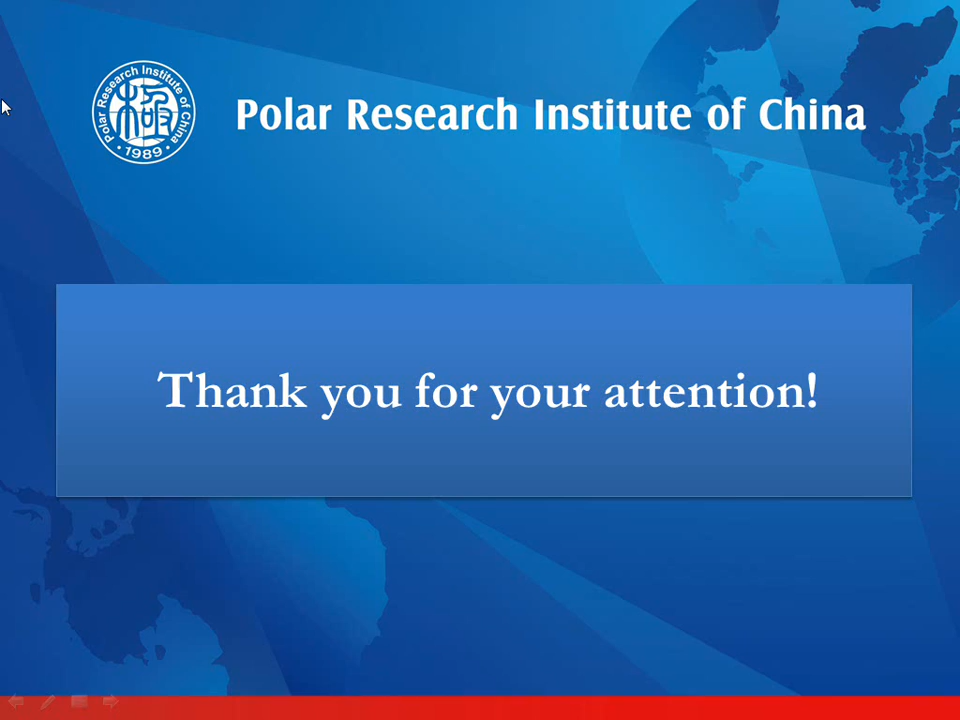 Polar Research Institute of China
• 1989 •
Polar Research Institute of China
Thank you for your attention!